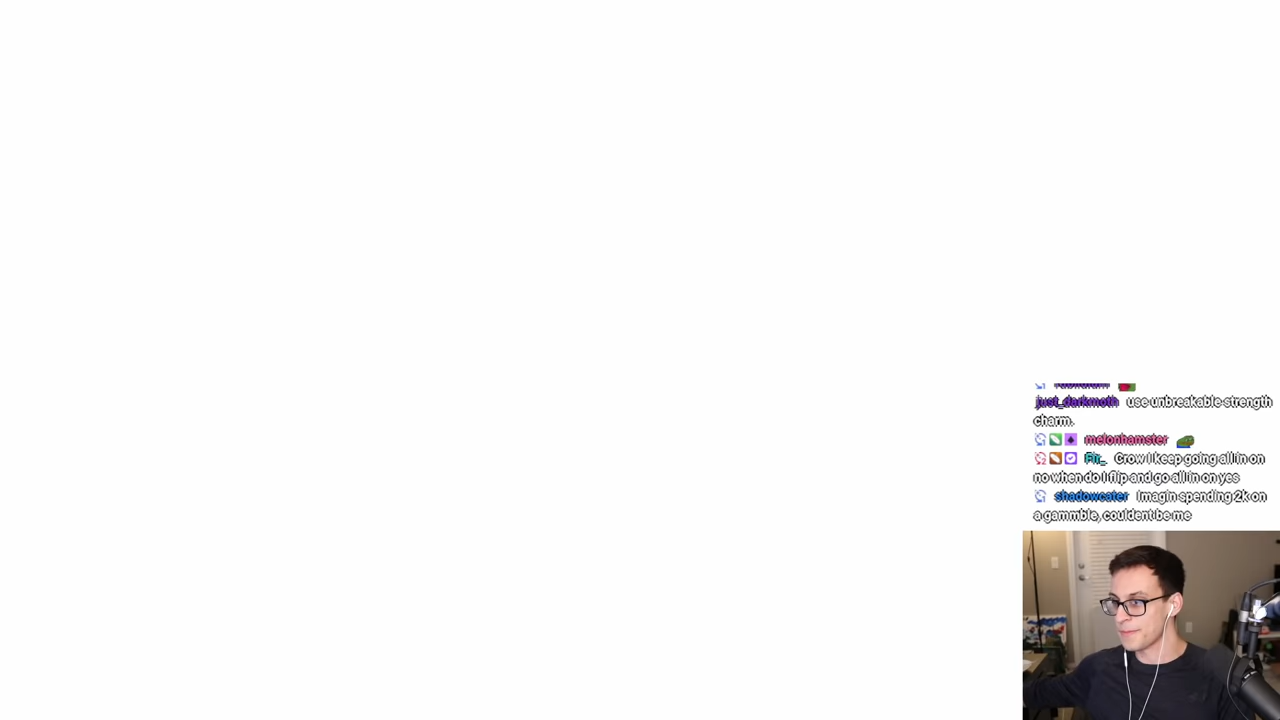 just_darkmoth use unbreakable strength
charm.
melonhamster
Fir_ Crow I keep going all in on
no when do I flip and go all in on yes
shadowcater Imagin spending 2k on
a gammble, couldent be me